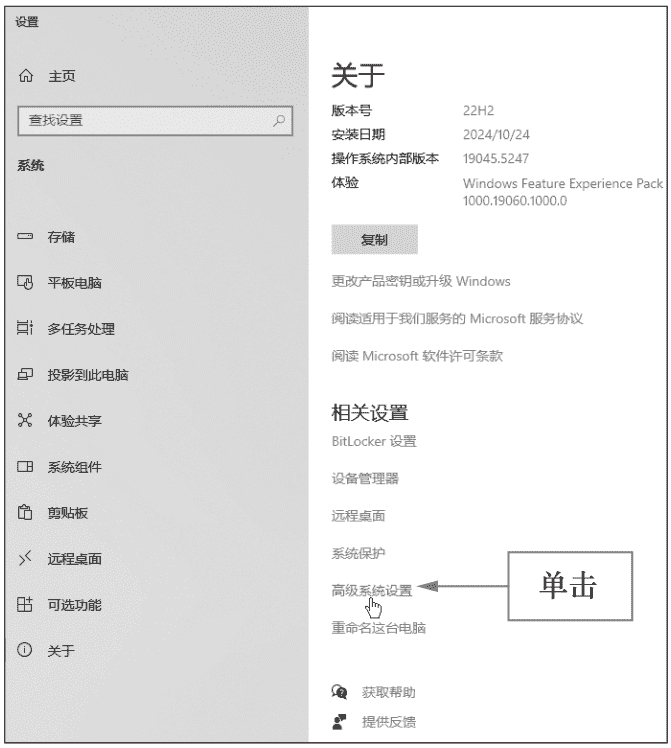 设置
主页
查找设置
系统
存储
平板电脑
多任务处理
投影到此电脑
体验共享
系统组件
剪贴板
远程桌面
可选功能
关于
关于
版本号 22H2
安装日期 2024/10/24
操作系统内部版本 19045.5247
体验 Windows Feature Experience Pack
1000.19060.1000.0
复制
更改产品密钥或升级 Windows
阅读适用于我们服务的 Microsoft 服务协议
阅读 Microsoft 软件许可条款
相关设置
BitLocker 设置
设备管理器
远程桌面
系统保护
高级系统设置
单击
重命名这台电脑
获取帮助
提供反馈